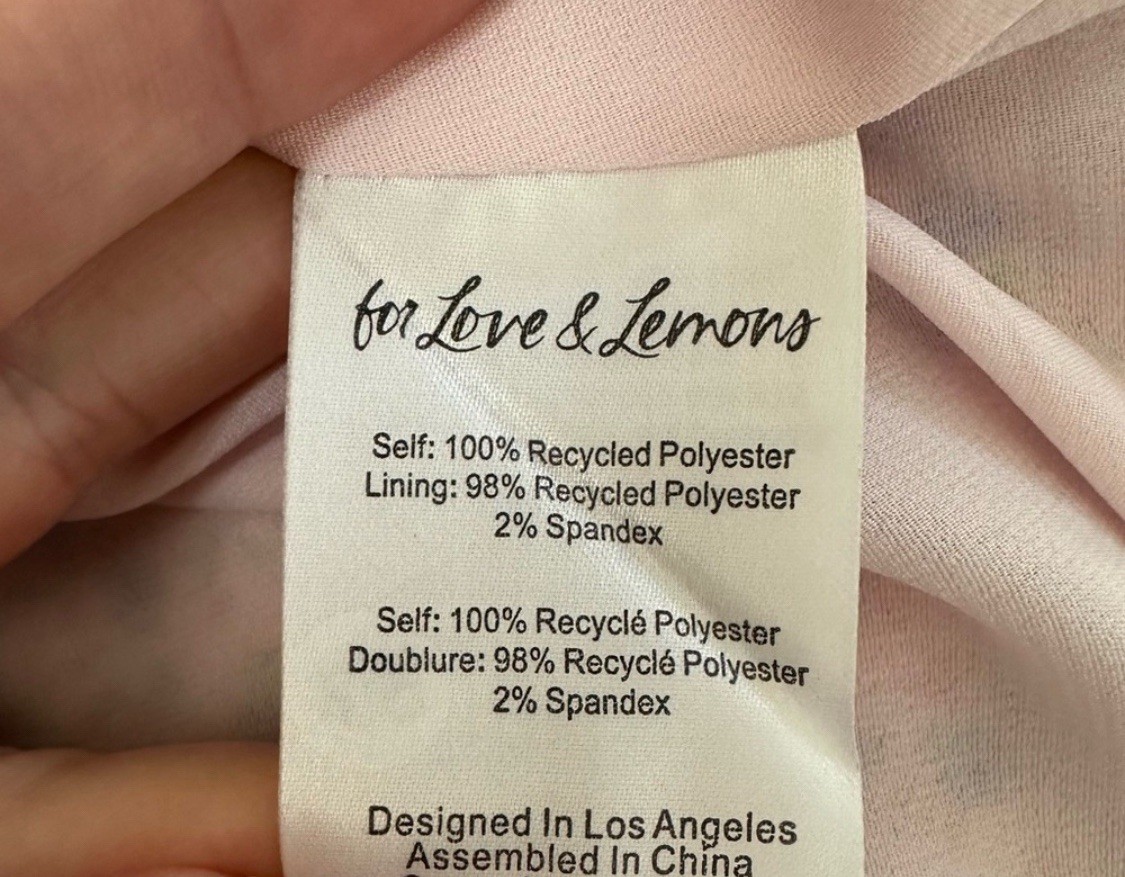 for Love & Lemons
Self: 100% Recycled Polyester
Lining: 98% Recycled Polyester
2% Spandex
Self: 100% Recyclé Polyester
Doublure: 98% Recyclé Polyester
2% Spandex
Designed In Los Angeles
Assembled In China